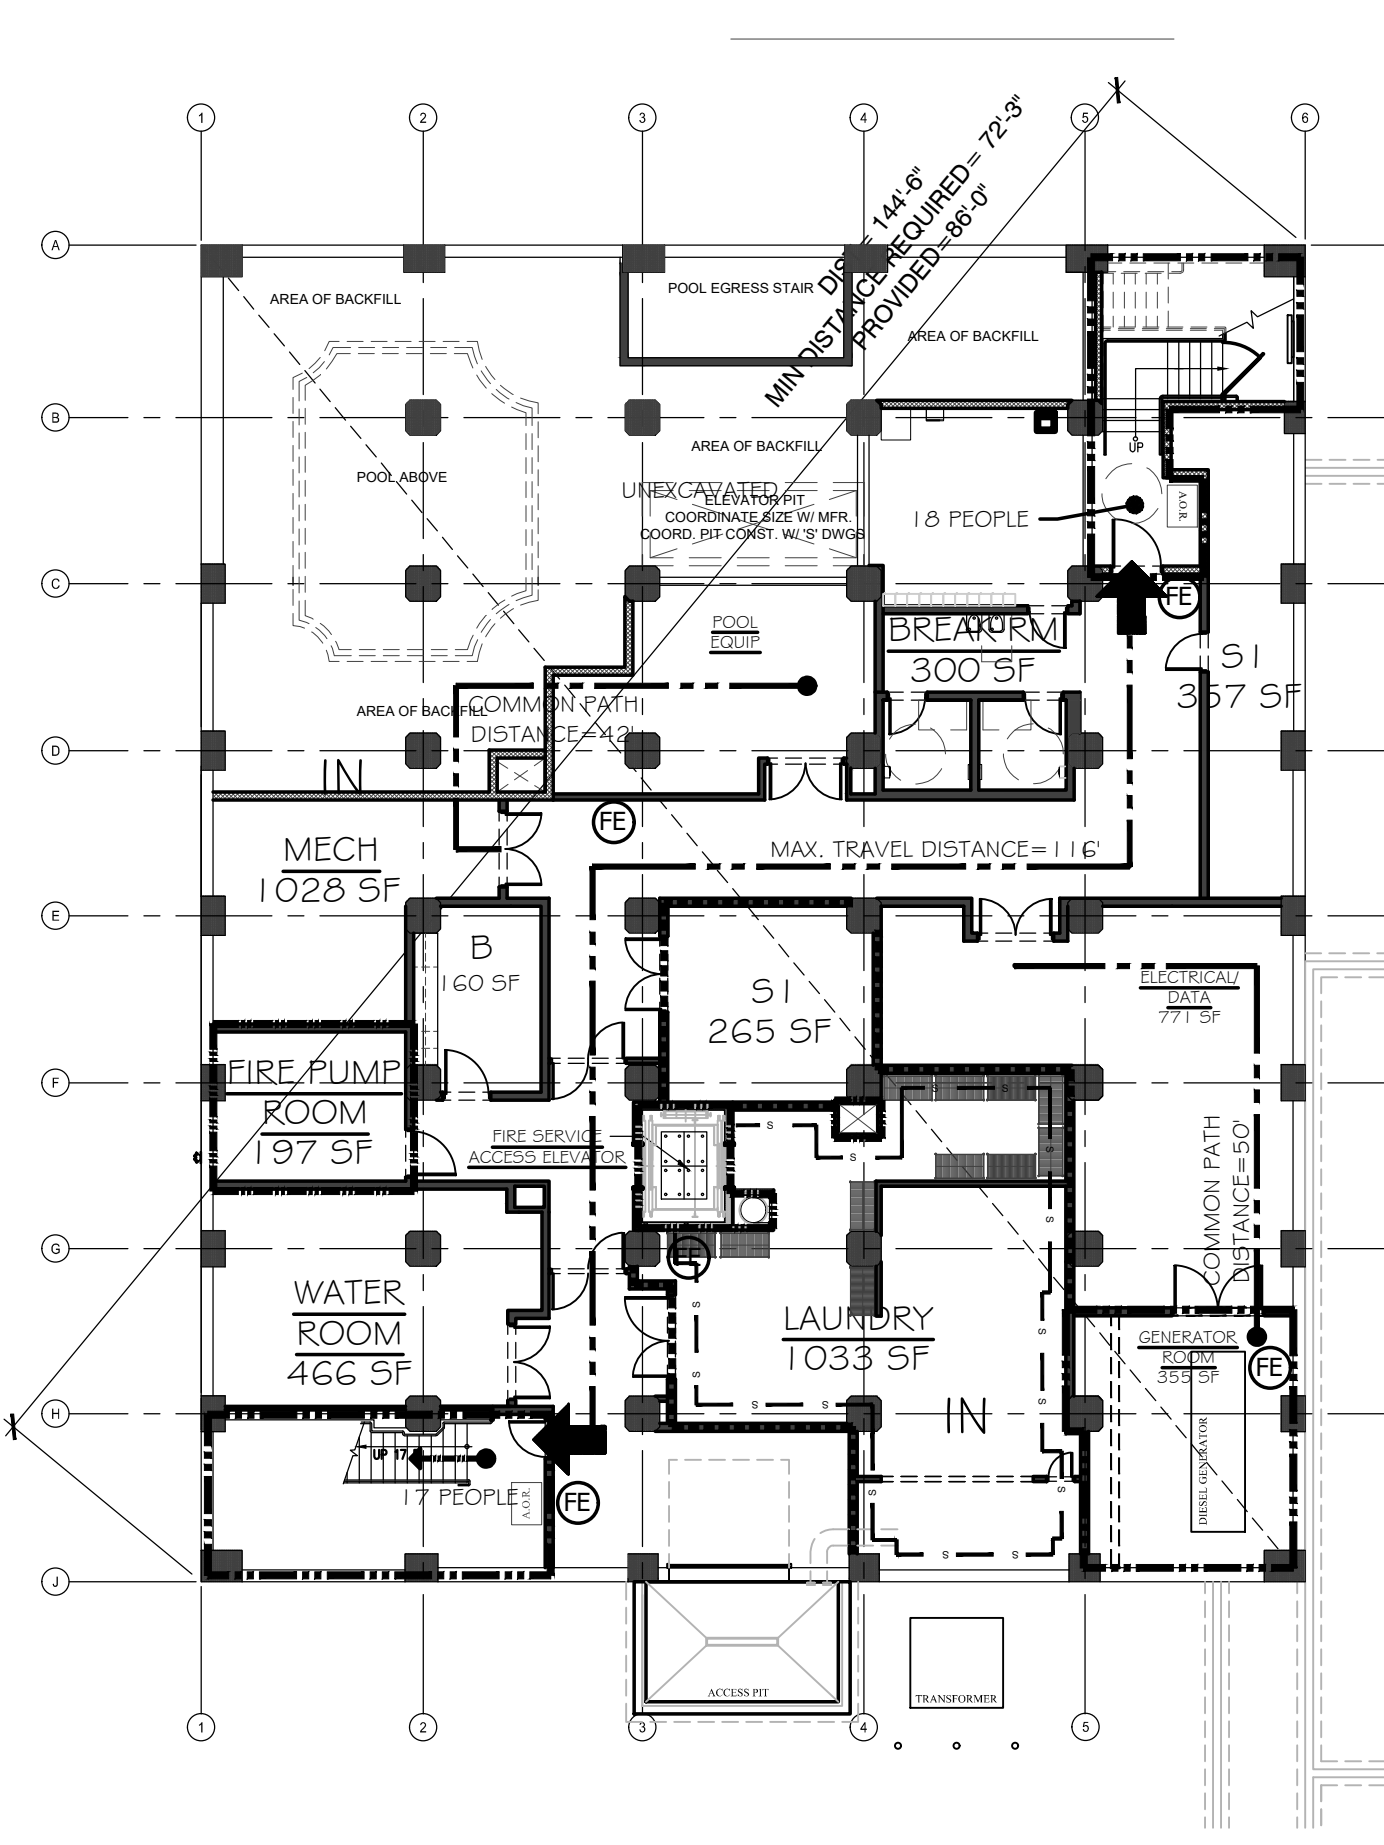 1 2 3 4 5 6
DIST.= 144'-6"
MIN DISTANCE REQUIRED= 72'-3"
PROVIDED=86'-0"
A
POOL EGRESS STAIR
AREA OF BACKFILL
AREA OF BACKFILL
B
AREA OF BACKFILL
UP
POOL ABOVE
UNEXCAVATED
ELEVATOR PIT
COORDINATE SIZE W/ MFR.
COORD. PIT CONST. W/ 'S' DWGS
18 PEOPLE
A.O.R.
C
FE
POOL
EQUIP
BREAK RM
300 SF
S1
357 SF
AREA OF BACKFILL
COMMON PATH
DISTANCE=42'
D
IN
FE
MECH
1028 SF
MAX. TRAVEL DISTANCE=116'
E
B
160 SF
S1
265 SF
ELECTRICAL/
DATA
771 SF
F
FIRE PUMP
ROOM
197 SF
FIRE SERVICE
ACCESS ELEVATOR
S S
S
S
COMMON PATH
DISTANCE=50'
G
S
FE
WATER
ROOM
466 SF
S
S
LAUNDRY
1033 SF
S
S
GENERATOR
ROOM
355 SF
FE
H
S S
IN
DIESEL GENERATOR
UP 17
17 PEOPLE
A.O.R.
FE
S
S
S S
J
ACCESS PIT
TRANSFORMER
1 2 3 4 5